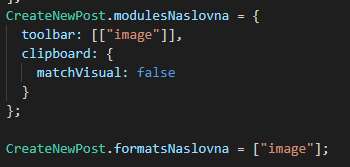 CreateNewPost.modulesNaslovna = {
toolbar: [["image"]],
clipboard: {
matchVisual: false
}
};
CreateNewPost.formatsNaslovna = ["image"];